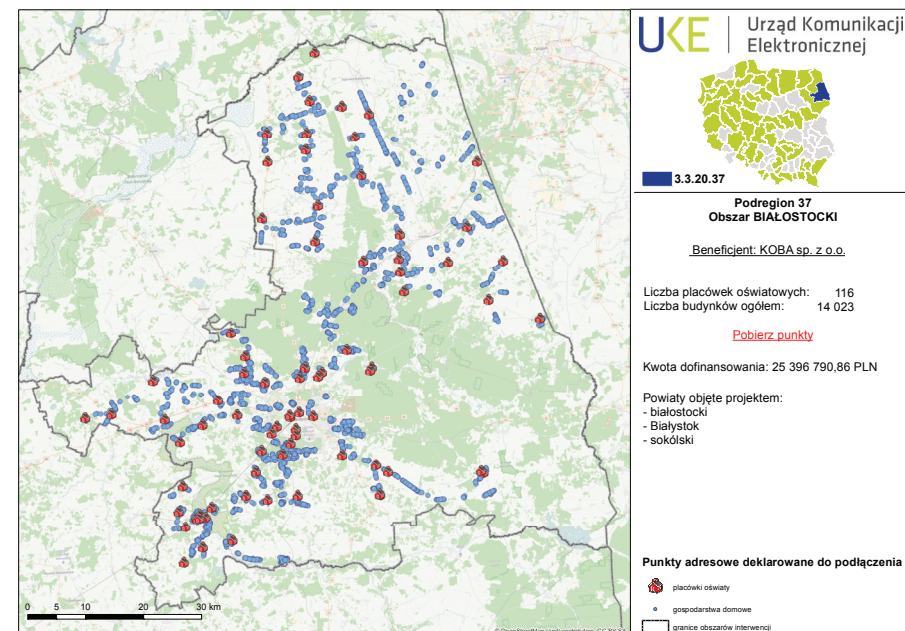 UKE
Urząd Komunikacji
Elektronicznej
3.3.20.37
Podregion 37
Obszar BIAŁOSTOCKI
Beneficjent: KOBA sp. z o.o.
Liczba placówek oświatowych: 116
Liczba budynków ogółem: 14 023
Pobierz punkty
Kwota dofinansowania: 25 396 790,86 PLN
Powiaty objęte projektem:
- białostocki
- Białystok
- sokólski
Punkty adresowe deklarowane do podłączenia
placówki oświaty
gospodarstwa domowe
granice obszarów interwencji
0 5 10 20 30 km